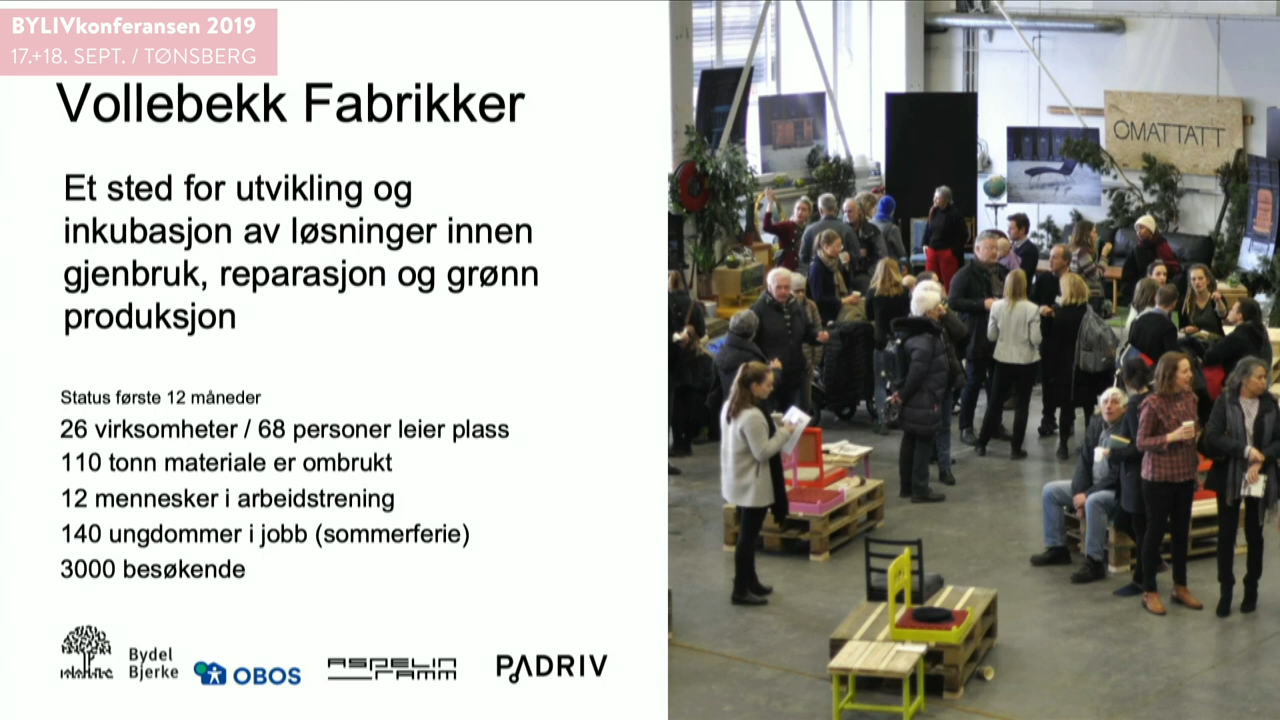 BYLIVkonferansen 2019
17.+18. SEPT. / TØNSBERG
Vollebekk Fabrikker
Et sted for utvikling og
inkubasjon av løsninger innen
gjenbruk, reparasjon og grønn
produksjon
Status første 12 måneder
26 virksomheter / 68 personer leier plass
110 tonn materiale er ombrukt
12 mennesker i arbeidstrening
140 ungdommer i jobb (sommerferie)
3000 besøkende
Bydel
Bjerke
OBOS
ASPELIN
RAMM
PADRIV
OMATTATT